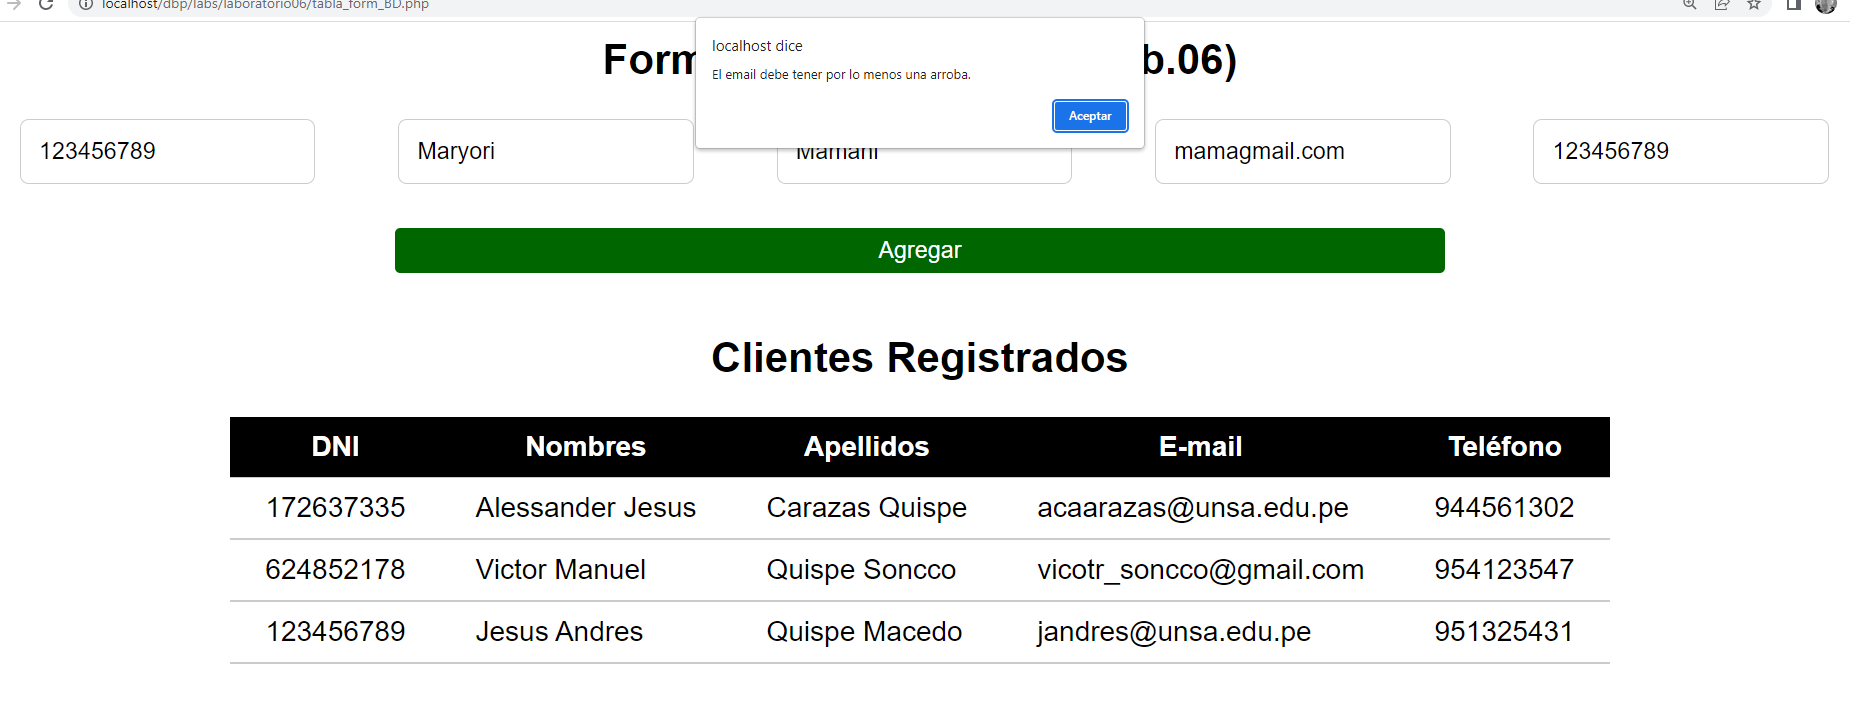 localhost/dbp/labs/laboratorio06/tabla_form_BD.php
localhost dice
El email debe tener por lo menos una arroba.
Aceptar
Form b.06)
123456789 Maryori Mamani mamagmail.com 123456789
Agregar
Clientes Registrados
DNI Nombres Apellidos E-mail Teléfono
172637335 Alessander Jesus Carazas Quispe acaarazas@unsa.edu.pe 944561302
624852178 Victor Manuel Quispe Soncco vicotr_soncco@gmail.com 954123547
123456789 Jesus Andres Quispe Macedo jandres@unsa.edu.pe 951325431